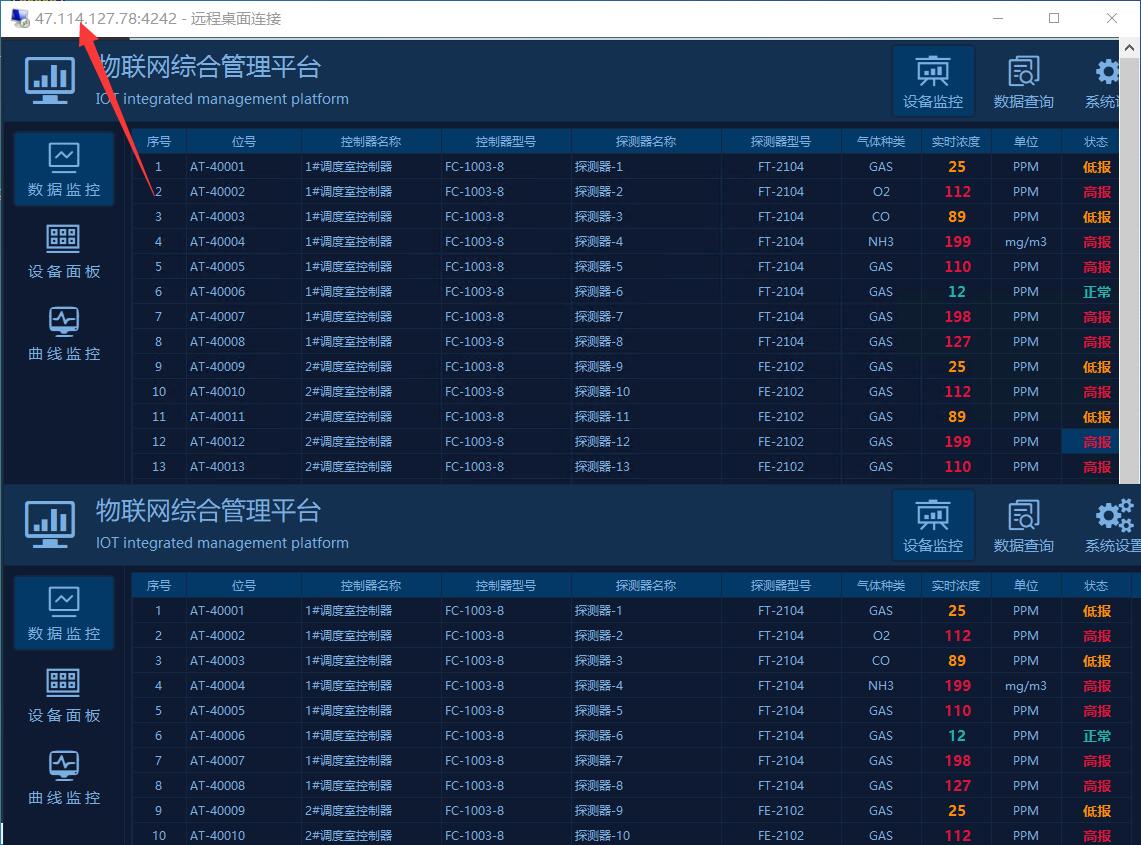 47.114.127.78:4242 - 远程桌面连接
物联网综合管理平台
IOT integrated management platform
设备监控 数据查询 系统
数据监控
设备面板
曲线监控
序号 位号 控制器名称 控制器型号 探测器名称 探测器型号 气体种类 实时浓度 单位 状态
1 AT-40001 1#调度室控制器 FC-1003-8 探测器-1 FT-2104 GAS 25 PPM 低报
2 AT-40002 1#调度室控制器 FC-1003-8 探测器-2 FT-2104 O2 112 PPM 高报
3 AT-40003 1#调度室控制器 FC-1003-8 探测器-3 FT-2104 CO 89 PPM 低报
4 AT-40004 1#调度室控制器 FC-1003-8 探测器-4 FT-2104 NH3 199 mg/m3 高报
5 AT-40005 1#调度室控制器 FC-1003-8 探测器-5 FT-2104 GAS 110 PPM 高报
6 AT-40006 1#调度室控制器 FC-1003-8 探测器-6 FT-2104 GAS 12 PPM 正常
7 AT-40007 1#调度室控制器 FC-1003-8 探测器-7 FT-2104 GAS 198 PPM 高报
8 AT-40008 1#调度室控制器 FC-1003-8 探测器-8 FT-2104 GAS 127 PPM 高报
9 AT-40009 2#调度室控制器 FC-1003-8 探测器-9 FE-2102 GAS 25 PPM 低报
10 AT-40010 2#调度室控制器 FC-1003-8 探测器-10 FE-2102 GAS 112 PPM 高报
11 AT-40011 2#调度室控制器 FC-1003-8 探测器-11 FE-2102 GAS 89 PPM 低报
12 AT-40012 2#调度室控制器 FC-1003-8 探测器-12 FE-2102 GAS 199 PPM 高报
13 AT-40013 2#调度室控制器 FC-1003-8 探测器-13 FE-2102 GAS 110 PPM 高报
物联网综合管理平台
IOT integrated management platform
设备监控 数据查询 系统设置
数据监控
设备面板
曲线监控
序号 位号 控制器名称 控制器型号 探测器名称 探测器型号 气体种类 实时浓度 单位 状态
1 AT-40001 1#调度室控制器 FC-1003-8 探测器-1 FT-2104 GAS 25 PPM 低报
2 AT-40002 1#调度室控制器 FC-1003-8 探测器-2 FT-2104 O2 112 PPM 高报
3 AT-40003 1#调度室控制器 FC-1003-8 探测器-3 FT-2104 CO 89 PPM 低报
4 AT-40004 1#调度室控制器 FC-1003-8 探测器-4 FT-2104 NH3 199 mg/m3 高报
5 AT-40005 1#调度室控制器 FC-1003-8 探测器-5 FT-2104 GAS 110 PPM 高报
6 AT-40006 1#调度室控制器 FC-1003-8 探测器-6 FT-2104 GAS 12 PPM 正常
7 AT-40007 1#调度室控制器 FC-1003-8 探测器-7 FT-2104 GAS 198 PPM 高报
8 AT-40008 1#调度室控制器 FC-1003-8 探测器-8 FT-2104 GAS 127 PPM 高报
9 AT-40009 2#调度室控制器 FC-1003-8 探测器-9 FE-2102 GAS 25 PPM 低报
10 AT-40010 2#调度室控制器 FC-1003-8 探测器-10 FE-2102 GAS 112 PPM 高报